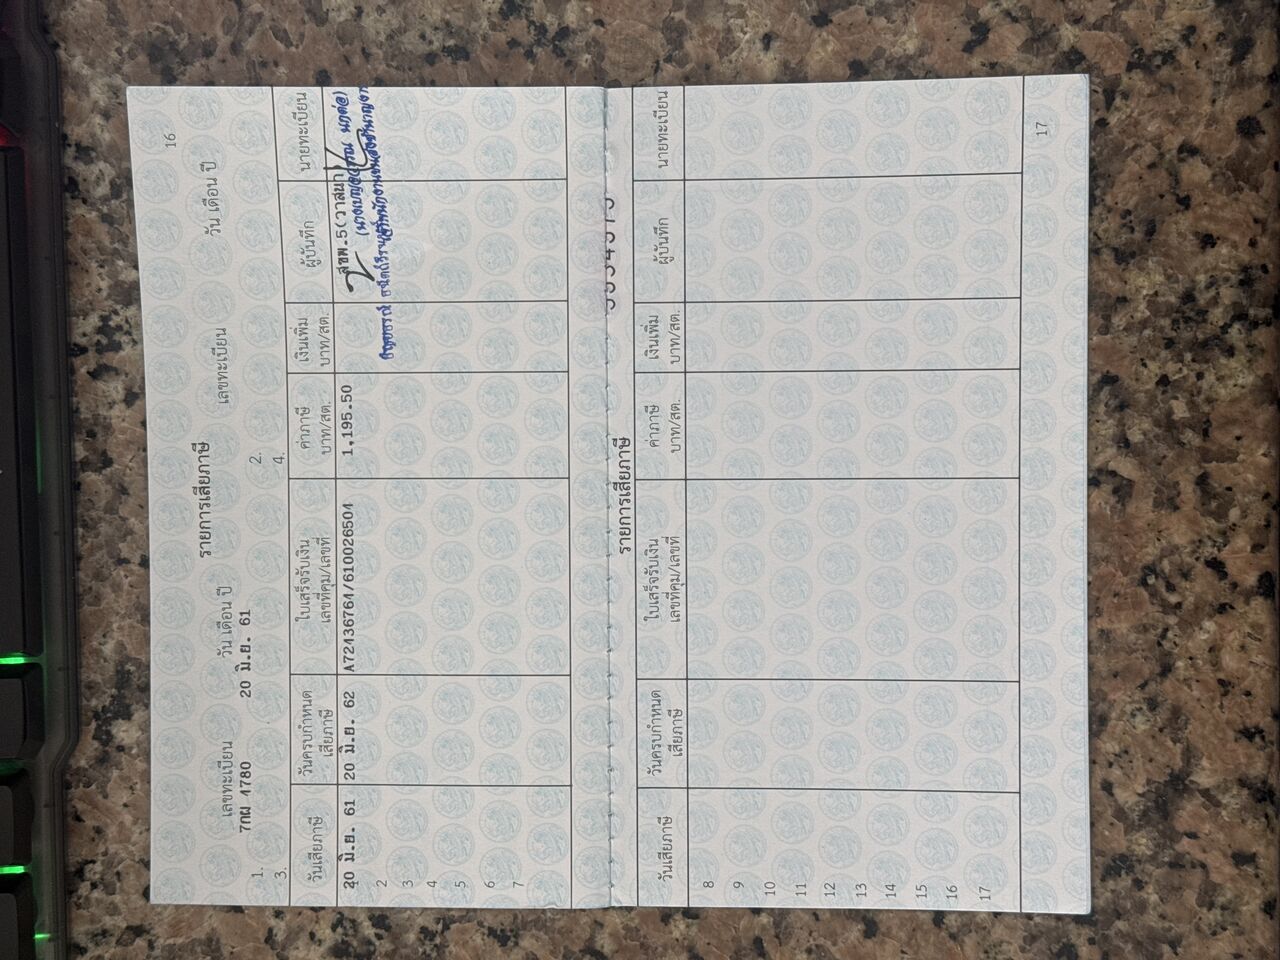 16
รายการเสียภาษี
เลขทะเบียน วัน เดือน ปี เลขทะเบียน วัน เดือน ปี
1. 7กผ 1780 20 มิ.ย. 61 2.
3. 4.
วันเสียภาษี วันครบกำหนดเสียภาษี ใบเสร็จรับเงิน เลขที่คุม/เลขที่ ค่าภาษี บาท/สต. เงินเพิ่ม บาท/สต. ผู้บันทึก นายทะเบียน
20 มิ.ย. 61 20 มิ.ย. 62 A72136764/610026504 1,195.50 สขพ.5(วาสนา)
2
3
4
5
6
7
รายการเสียภาษี
วันเสียภาษี วันครบกำหนดเสียภาษี ใบเสร็จรับเงิน เลขที่คุม/เลขที่ ค่าภาษี บาท/สต. เงินเพิ่ม บาท/สต. ผู้บันทึก นายทะเบียน
8
9
10
11
12
13
14
15
16
17
17